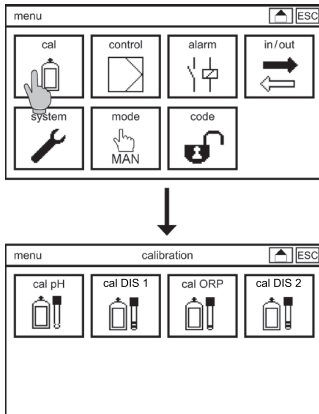 menu ESC
cal control alarm in/out
system mode code
MAN
menu calibration ESC
cal pH cal DIS 1 cal ORP cal DIS 2